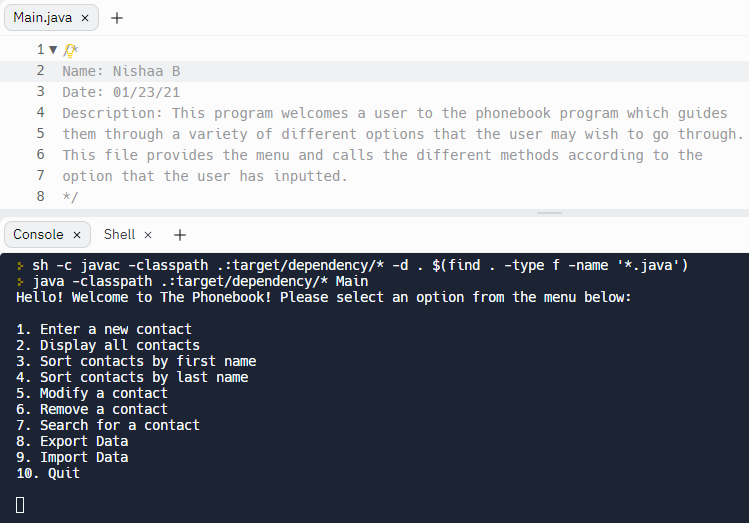 Main.java × +
1 /*
2 Name: Nishaa B
3 Date: 01/23/21
4 Description: This program welcomes a user to the phonebook program which guides
5 them through a variety of different options that the user may wish to go through.
6 This file provides the menu and calls the different methods according to the
7 option that the user has inputted.
8 */
Console × Shell × +
sh -c javac -classpath .:target/dependency/* -d . $(find . -type f -name '*.java')
java -classpath .:target/dependency/* Main
Hello! Welcome to The Phonebook! Please select an option from the menu below:
1. Enter a new contact
2. Display all contacts
3. Sort contacts by first name
4. Sort contacts by last name
5. Modify a contact
6. Remove a contact
7. Search for a contact
8. Export Data
9. Import Data
10. Quit